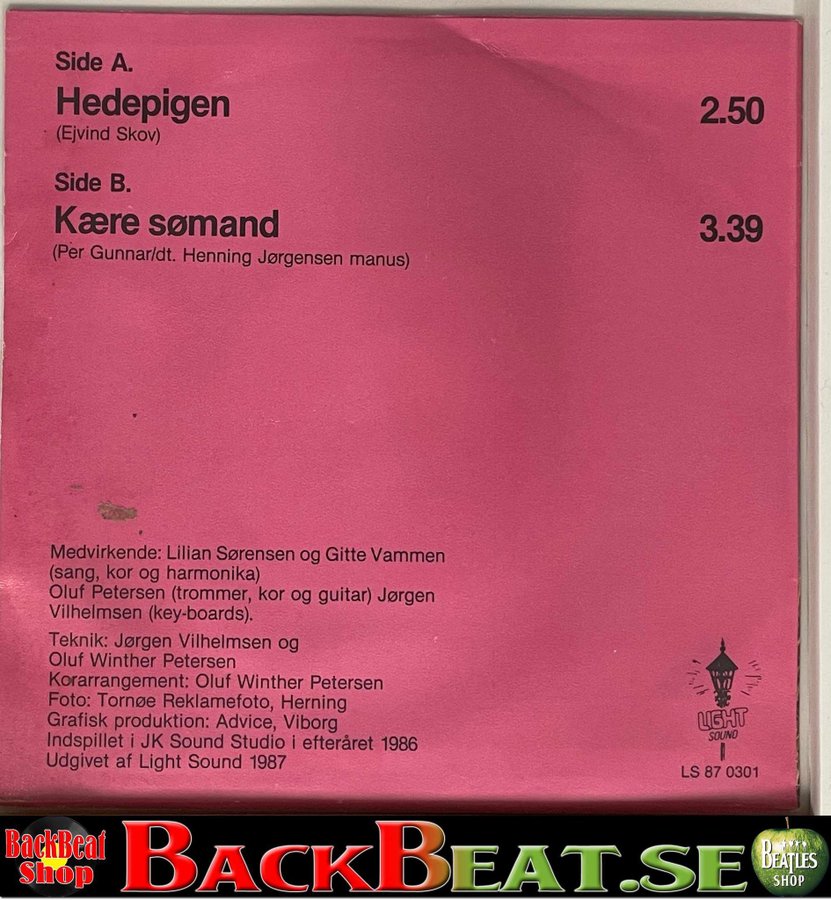 Side A.
Hedepigen 2.50
(Ejvind Skov)
Side B.
Kære sømand 3.39
(Per Gunnar/dt. Henning Jørgensen manus)
Medvirkende: Lilian Sørensen og Gitte Vammen
(sang, kor og harmonika)
Oluf Petersen (trommer, kor og guitar) Jørgen
Vilhelmsen (key-boards).
Teknik: Jørgen Vilhelmsen og
Oluf Winther Petersen
Korarrangement: Oluf Winther Petersen
Foto: Tornøe Reklamefoto, Herning
Grafisk produktion: Advice, Viborg
Indspillet i JK Sound Studio i efteråret 1986
Udgivet af Light Sound 1987
LIGHT
SOUND
LS 87 0301
BackBeat
Shop
BACKBEAT.SE
BEATLES
SHOP